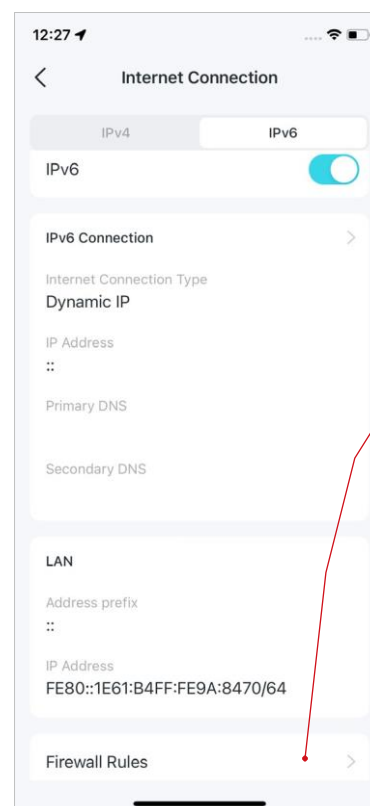 12:27
Internet Connection
IPv4 IPv6
IPv6
IPv6 Connection
Internet Connection Type
Dynamic IP
IP Address
::
Primary DNS
Secondary DNS
LAN
Address prefix
::
IP Address
FE80::1E61:B4FF:FE9A:8470/64
Firewall Rules